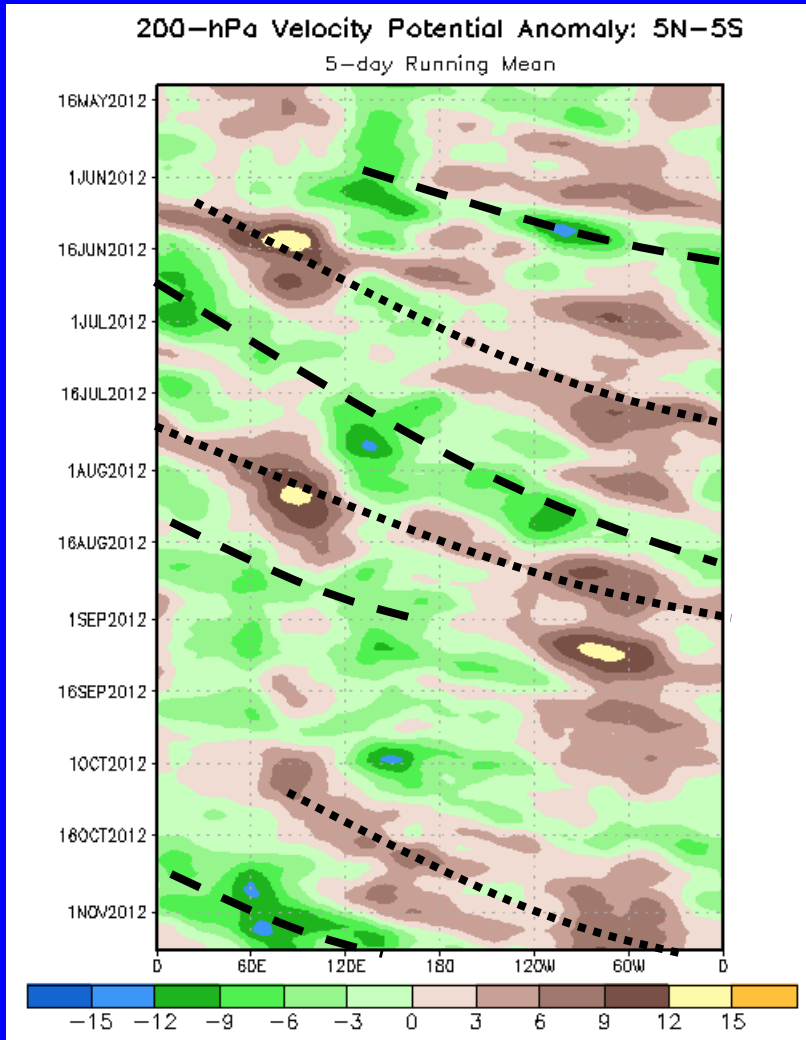 200-hPa Velocity Potential Anomaly: 5N-5S
5-day Running Mean
16MAY2012
1JUN2012
16JUN2012
1JUL2012
16JUL2012
1AUG2012
16AUG2012
1SEP2012
16SEP2012
1OCT2012
16OCT2012
1NOV2012
0 60E 120E 180 120W 60W 0
-15 -12 -9 -6 -3 0 3 6 9 12 15